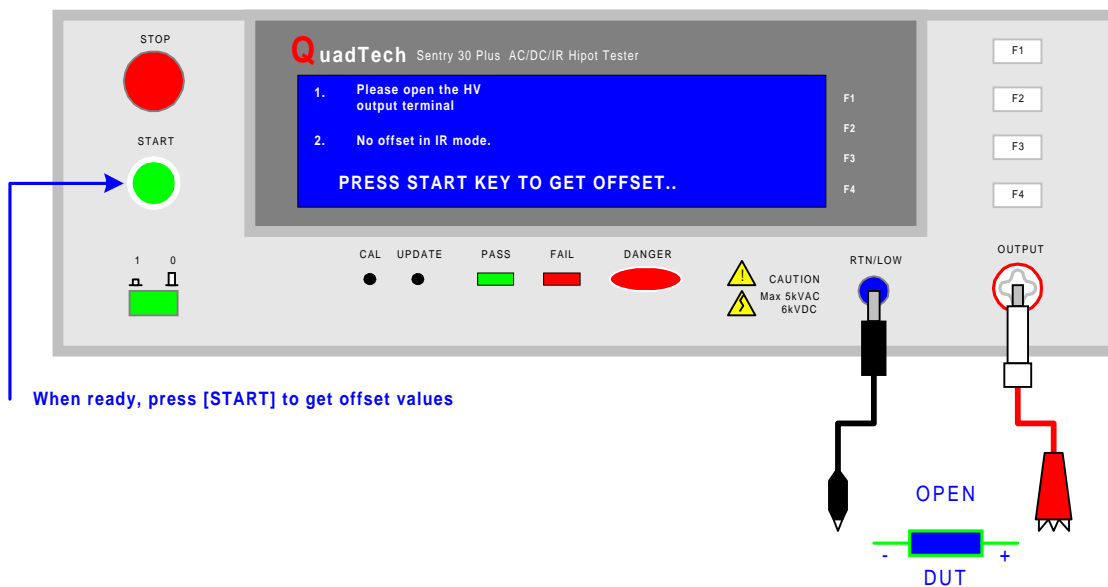 STOP
START
1 0
QuadTech Sentry 30 Plus AC/DC/IR Hipot Tester
1. Please open the HV
output terminal
2. No offset in IR mode.
PRESS START KEY TO GET OFFSET..
F1
F2
F3
F4
F1
F2
F3
F4
CAL UPDATE PASS FAIL DANGER
CAUTION
Max 5kVAC
6kVDC
RTN/LOW
OUTPUT
When ready, press [START] to get offset values
OPEN
- +
DUT